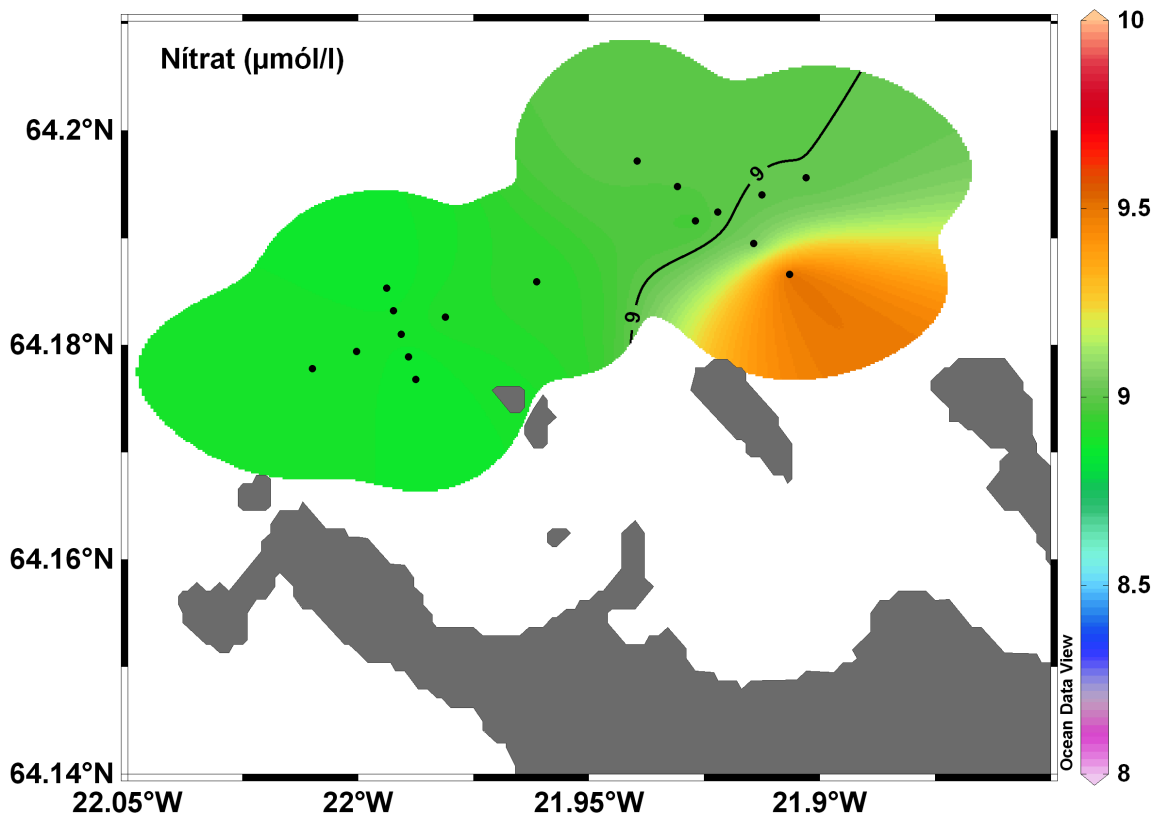 Nítrat (µmól/l)
64.2°N
64.18°N
64.16°N
64.14°N
22.05°W
22°W
21.95°W
21.9°W
9
9
10
9.5
9
8.5
8
Ocean Data View